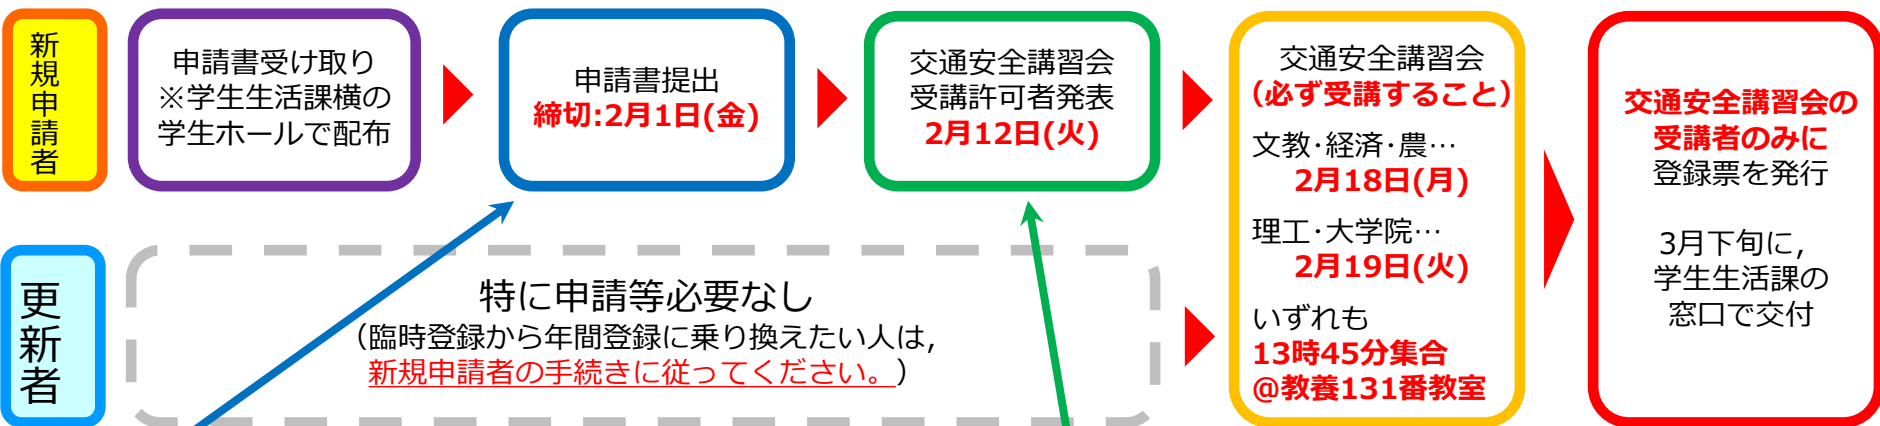 新規申請者
申請書受け取り
※学生生活課横の
学生ホールで配布
申請書提出
締切:2月1日(金)
交通安全講習会
受講許可者発表
2月12日(火)
交通安全講習会
(必ず受講すること)
文教･経済･農…
2月18日(月)
理工･大学院…
2月19日(火)
いずれも
13時45分集合
@教養131番教室
交通安全講習会の
受講者のみに
登録票を発行
3月下旬に,
学生生活課の
窓口で交付
更新者
特に申請等必要なし
(臨時登録から年間登録に乗り換えたい人は,
新規申請者の手続きに従ってください。)